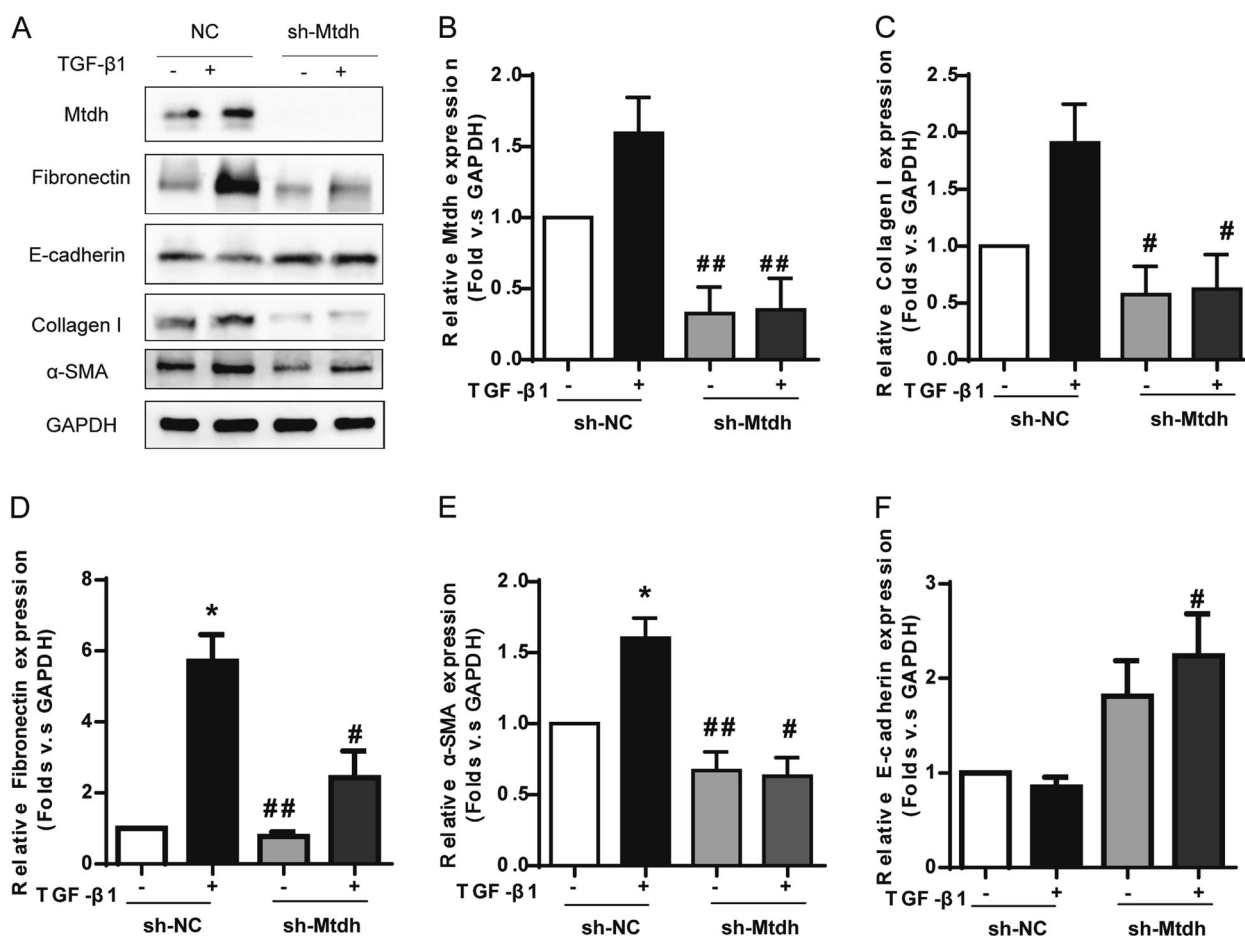 A
NC sh-Mtdh
TGF-β1 - + - +
Mtdh
Fibronectin
E-cadherin
Collagen I
α-SMA
GAPDH
B
Relative Mtdh expression
(Fold v.s GAPDH)
2.0
1.5
1.0
0.5
0.0
## ##
TGF-β1 - + - +
sh-NC sh-Mtdh
C
Relative Collagen I expression
(Folds v.s GAPDH)
2.5
2.0
1.5
1.0
0.5
0.0
# #
TGF-β1 - + - +
sh-NC sh-Mtdh
D
Relative Fibronectin expression
(Folds v.s GAPDH)
8
6
4
2
0
* ## #
TGF-β1 - + - +
sh-NC sh-Mtdh
E
Relative α-SMA expression
(Folds v.s GAPDH)
2.0
1.5
1.0
0.5
0.0
* ## #
TGF-β1 - + - +
sh-NC sh-Mtdh
F
Relative E-cadherin expression
(Folds v.s GAPDH)
3
2
1
0
#
TGF-β1 - + - +
sh-NC sh-Mtdh